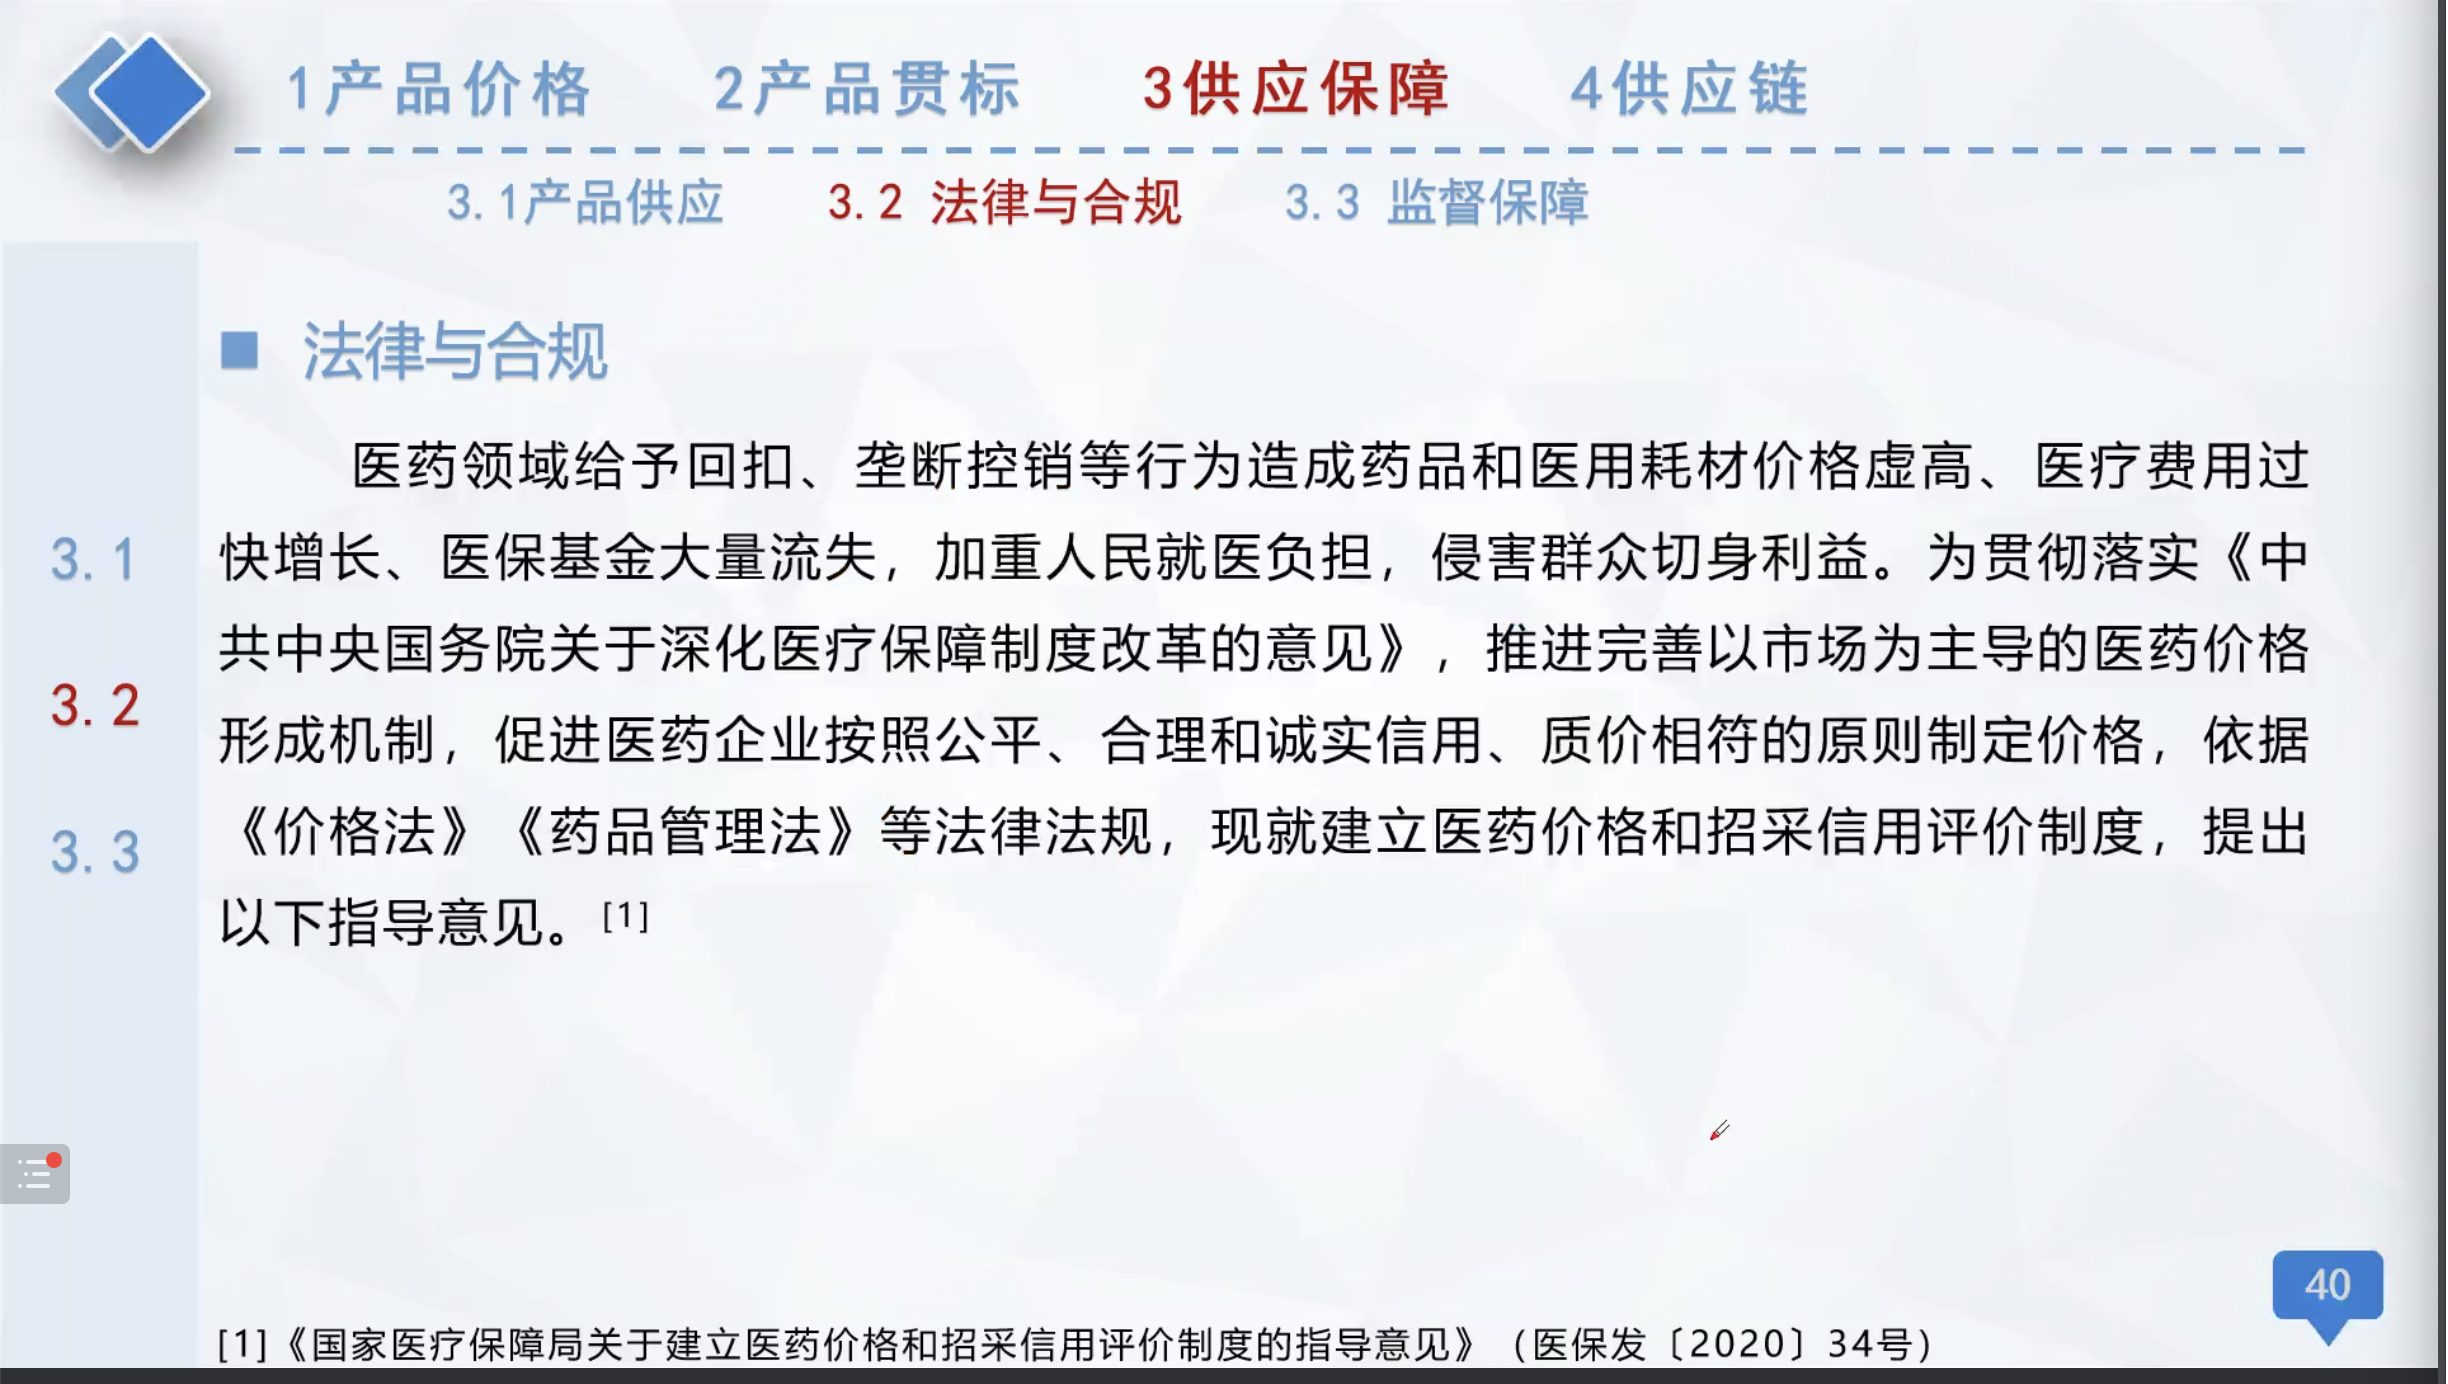 1产品价格 2产品贯标 3供应保障 4供应链
3.1产品供应 3.2 法律与合规 3.3 监督保障
■ 法律与合规
医药领域给予回扣、垄断控销等行为造成药品和医用耗材价格虚高、医疗费用过
快增长、医保基金大量流失，加重人民就医负担，侵害群众切身利益。为贯彻落实《中
共中央国务院关于深化医疗保障制度改革的意见》，推进完善以市场为主导的医药价格
形成机制，促进医药企业按照公平、合理和诚实信用、质价相符的原则制定价格，依据
《价格法》《药品管理法》等法律法规，现就建立医药价格和招采信用评价制度，提出
以下指导意见。[1]
3.1
3.2
3.3
40
[1]《国家医疗保障局关于建立医药价格和招采信用评价制度的指导意见》（医保发〔2020〕34号）